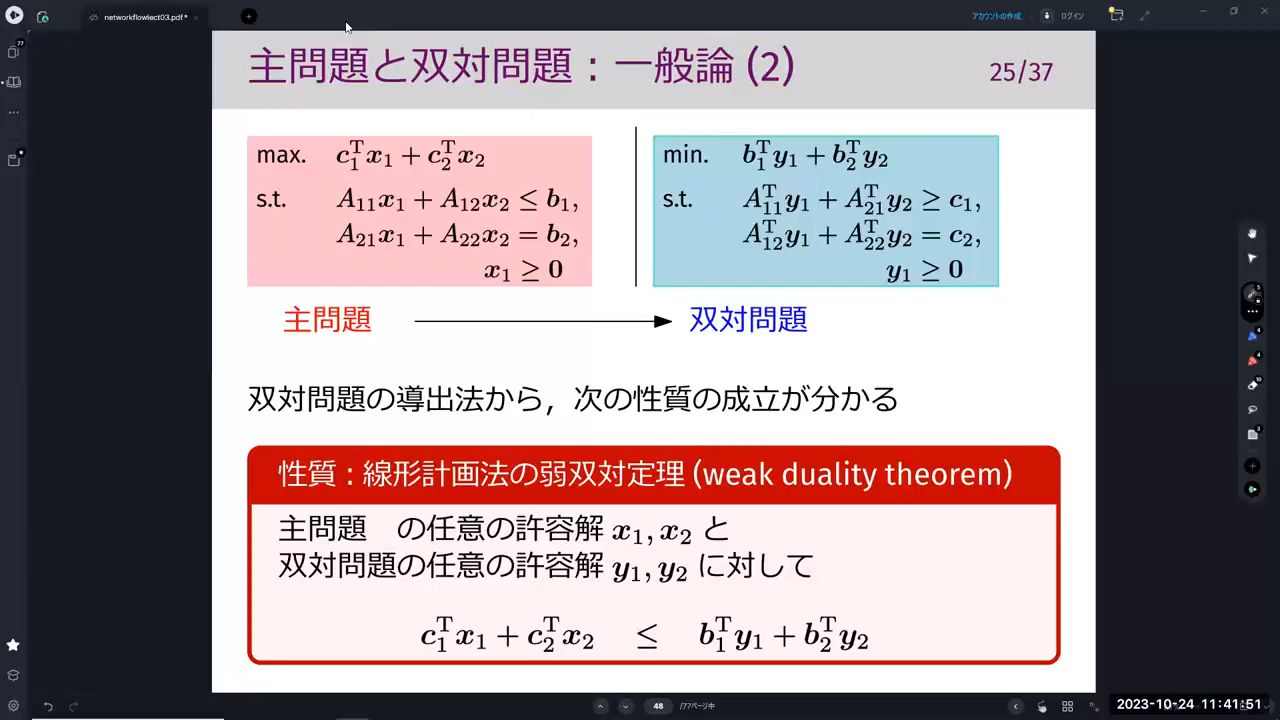 networkflowlect03.pdf*
アカウントの作成
ログイン
主問題と双対問題：一般論 (2)
25/37
max. c₁ᵀx₁ + c₂ᵀx₂
s.t. A₁₁x₁ + A₁₂x₂ ≤ b₁,
A₂₁x₁ + A₂₂x₂ = b₂,
x₁ ≥ 0
min. b₁ᵀy₁ + b₂ᵀy₂
s.t. A₁₁ᵀy₁ + A₂₁ᵀy₂ ≥ c₁,
A₁₂ᵀy₁ + A₂₂ᵀy₂ = c₂,
y₁ ≥ 0
主問題
双対問題
双対問題の導出法から，次の性質の成立が分かる
性質：線形計画法の弱双対定理 (weak duality theorem)
主問題　の任意の許容解 x₁, x₂ と
双対問題の任意の許容解 y₁, y₂ に対して
c₁ᵀx₁ + c₂ᵀx₂ ≤ b₁ᵀy₁ + b₂ᵀy₂
48 /77ページ中
2023-10-24 11:41:51